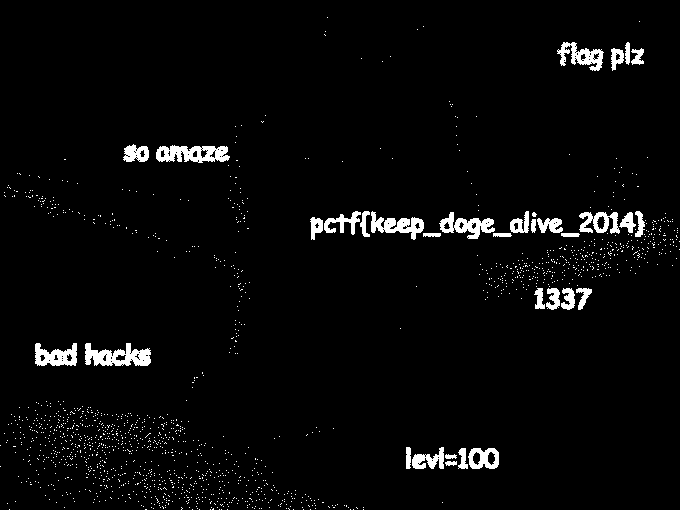 flag plz
so amaze
pctf{keep_doge_alive_2014}
1337
bad hacks
levl=100